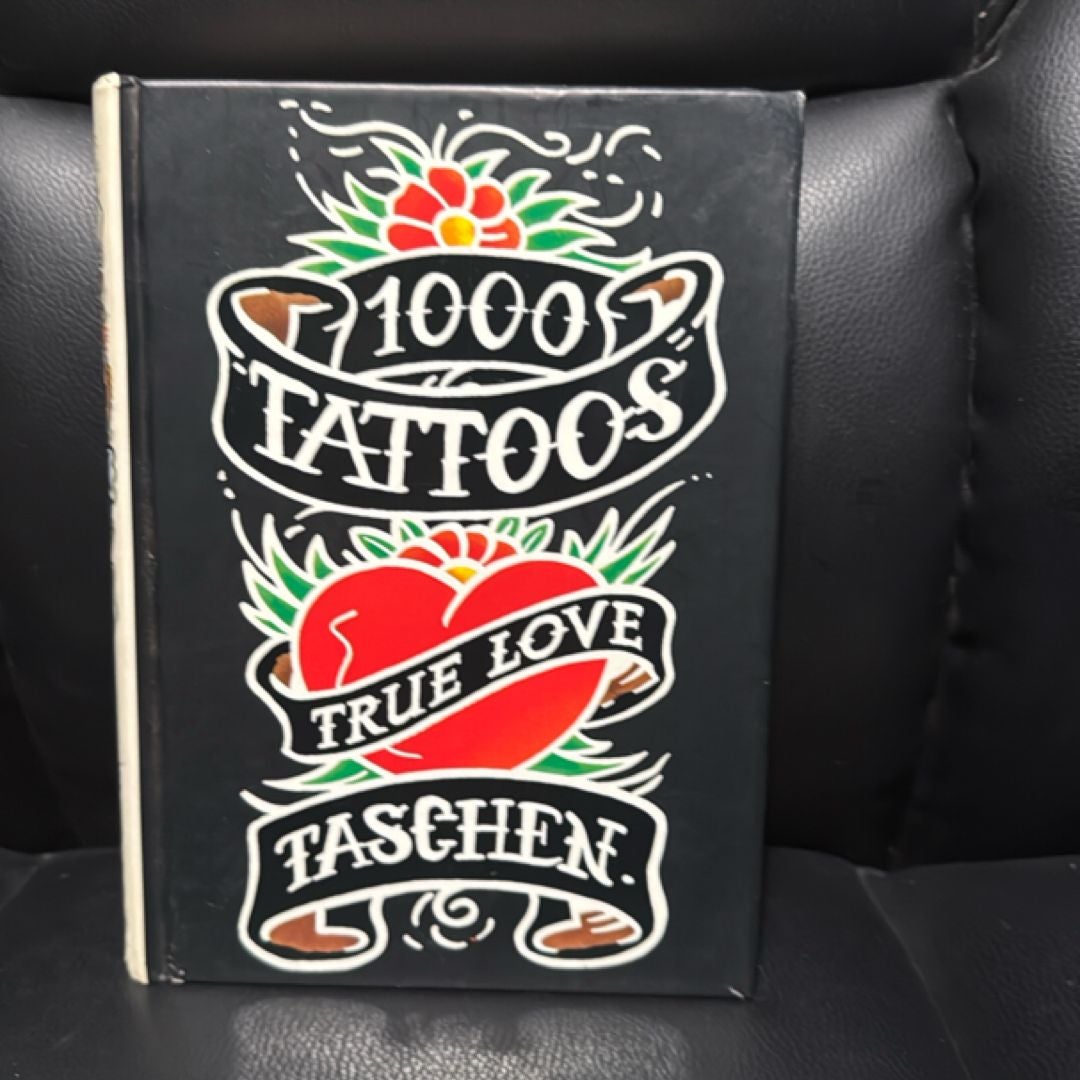 1000
TATTOOS
TRUE LOVE
TASCHEN.